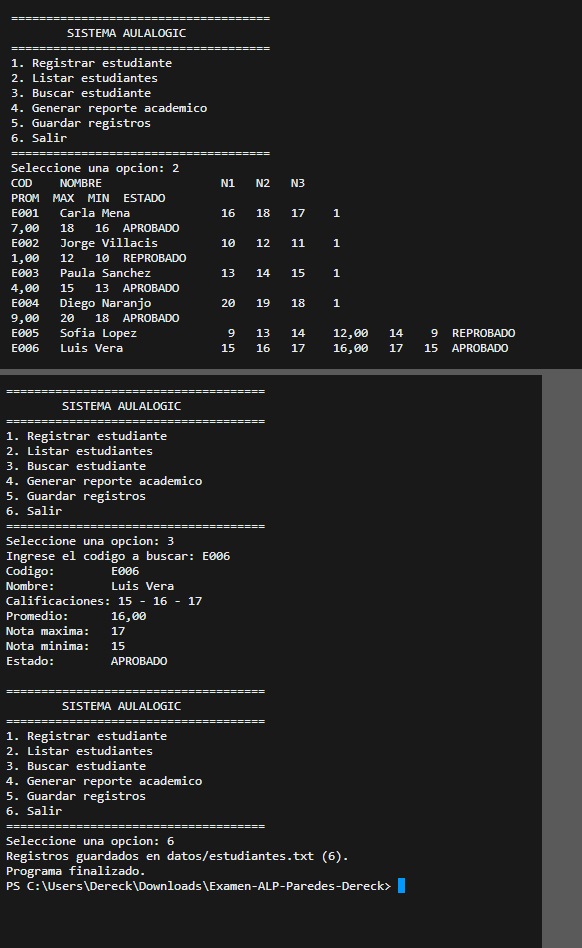 =====================================
        SISTEMA AULALOGIC
=====================================
1. Registrar estudiante
2. Listar estudiantes
3. Buscar estudiante
4. Generar reporte academico
5. Guardar registros
6. Salir
=====================================
Seleccione una opcion: 2
COD    NOMBRE                 N1   N2   N3
PROM  MAX  MIN  ESTADO
E001   Carla Mena             16   18   17    1
7,00   18   16  APROBADO
E002   Jorge Villacis         10   12   11    1
1,00   12   10  REPROBADO
E003   Paula Sanchez          13   14   15    1
4,00   15   13  APROBADO
E004   Diego Naranjo          20   19   18    1
9,00   20   18  APROBADO
E005   Sofia Lopez             9   13   14    12,00   14    9  REPROBADO
E006   Luis Vera              15   16   17    16,00   17   15  APROBADO
=====================================
        SISTEMA AULALOGIC
=====================================
1. Registrar estudiante
2. Listar estudiantes
3. Buscar estudiante
4. Generar reporte academico
5. Guardar registros
6. Salir
=====================================
Seleccione una opcion: 3
Ingrese el codigo a buscar: E006
Codigo:        E006
Nombre:        Luis Vera
Calificaciones: 15 - 16 - 17
Promedio:      16,00
Nota maxima:   17
Nota minima:   15
Estado:        APROBADO
=====================================
        SISTEMA AULALOGIC
=====================================
1. Registrar estudiante
2. Listar estudiantes
3. Buscar estudiante
4. Generar reporte academico
5. Guardar registros
6. Salir
=====================================
Seleccione una opcion: 6
Registros guardados en datos/estudiantes.txt (6).
Programa finalizado.
PS C:\Users\Dereck\Downloads\Examen-ALP-Paredes-Dereck>